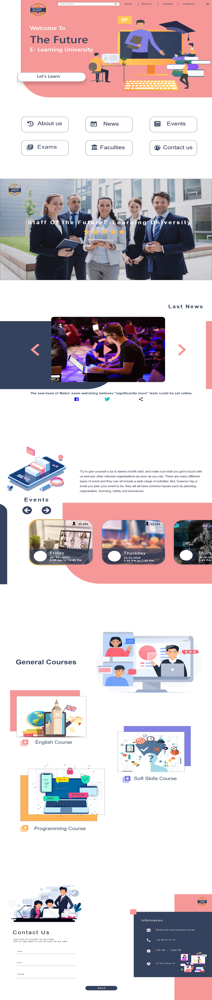 THE FUTURE
UNIVERSITY
Search Faculties
Home
About us
Faculties
Contact us
Welcome To
The Future
E- Learning University
Let's Learn
About us
News
Events
Exams
Faculties
Contact us
THE FUTURE
UNIVERSITY
Staff Of the FutureE-Learning University
Last News
The new head of Wales' exam watchdog believes "significantly more" tests could be sat online.
Try to give yourself a six to twelve month start, and make sure that you get in touch with
us and any other relevant organisations as soon as you can. There are many different
types of event and they can all include a wide range of activities. But, however big or
small you plan your event to be, they will all have common issues such as planning,
organisation, licensing, safety and insurances.
Events
25,000
Friday
20- 11 - 2020
9:00 Am to 12:00 Pm
13,000
Thursday
23-12-2020
5:00 Pm to 7:00 Pm
Thurs
23-12-20
5:00 Pm
General Courses
English Course
Soft Skills Course
C++
PYTHON
JAVA
Programming Course
THE FUTURE
UNIVERSITY
Information
TheFutureE-learningUniversity.we
+24 60 82 56 20
7:00 AM - 10:00 PM
15 The future St.
Contact Us
Feel free to connect us any time.
We will get back to you as soon as we can!
Name
Email
Message
Send